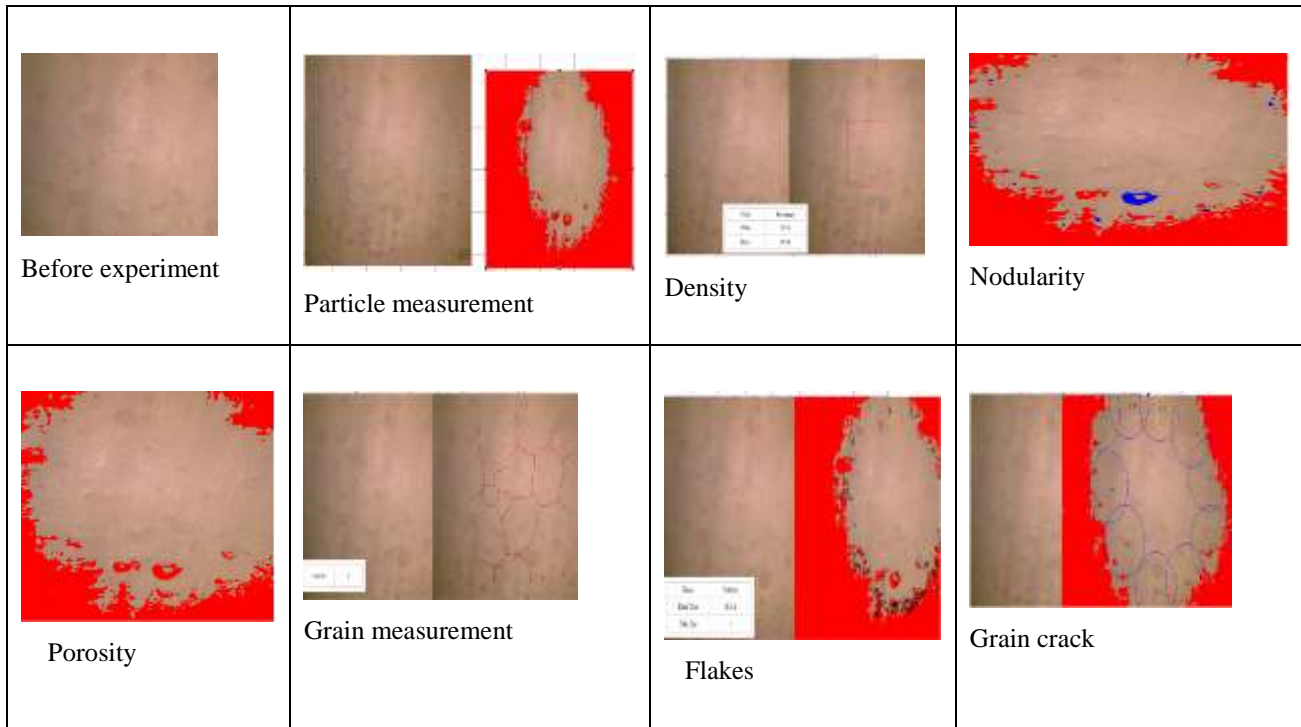 Before experiment
Particle measurement
Density
Nodularity
Porosity
Grain measurement
Flakes
Grain crack